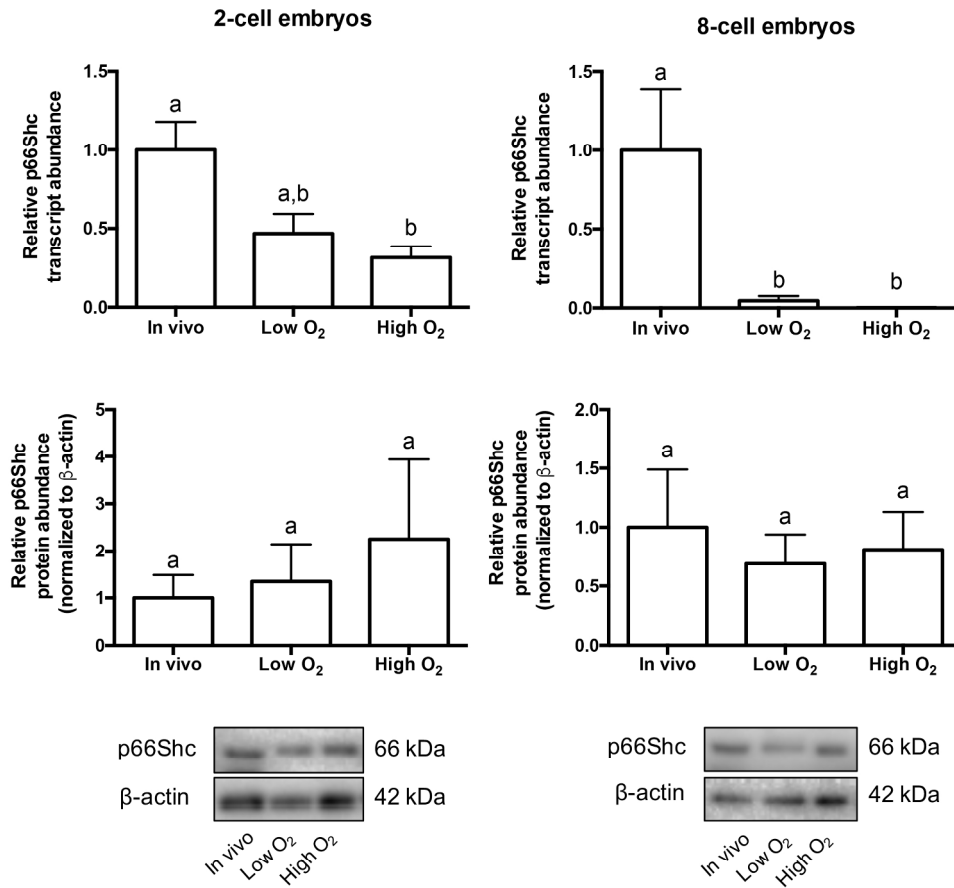 2-cell embryos
8-cell embryos
Relative p66Shc
transcript abundance
1.5
1.0
0.5
0.0
a
a,b
b
In vivo
Low O₂
High O₂
Relative p66Shc
transcript abundance
1.5
1.0
0.5
0.0
a
b
b
In vivo
Low O₂
High O₂
Relative p66Shc
protein abundance
(normalized to β-actin)
5
4
3
2
1
0
a
a
a
In vivo
Low O₂
High O₂
Relative p66Shc
protein abundance
(normalized to β-actin)
2.0
1.5
1.0
0.5
0.0
a
a
a
In vivo
Low O₂
High O₂
p66Shc
66 kDa
β-actin
42 kDa
In vivo
Low O₂
High O₂
p66Shc
66 kDa
β-actin
42 kDa
In vivo
Low O₂
High O₂